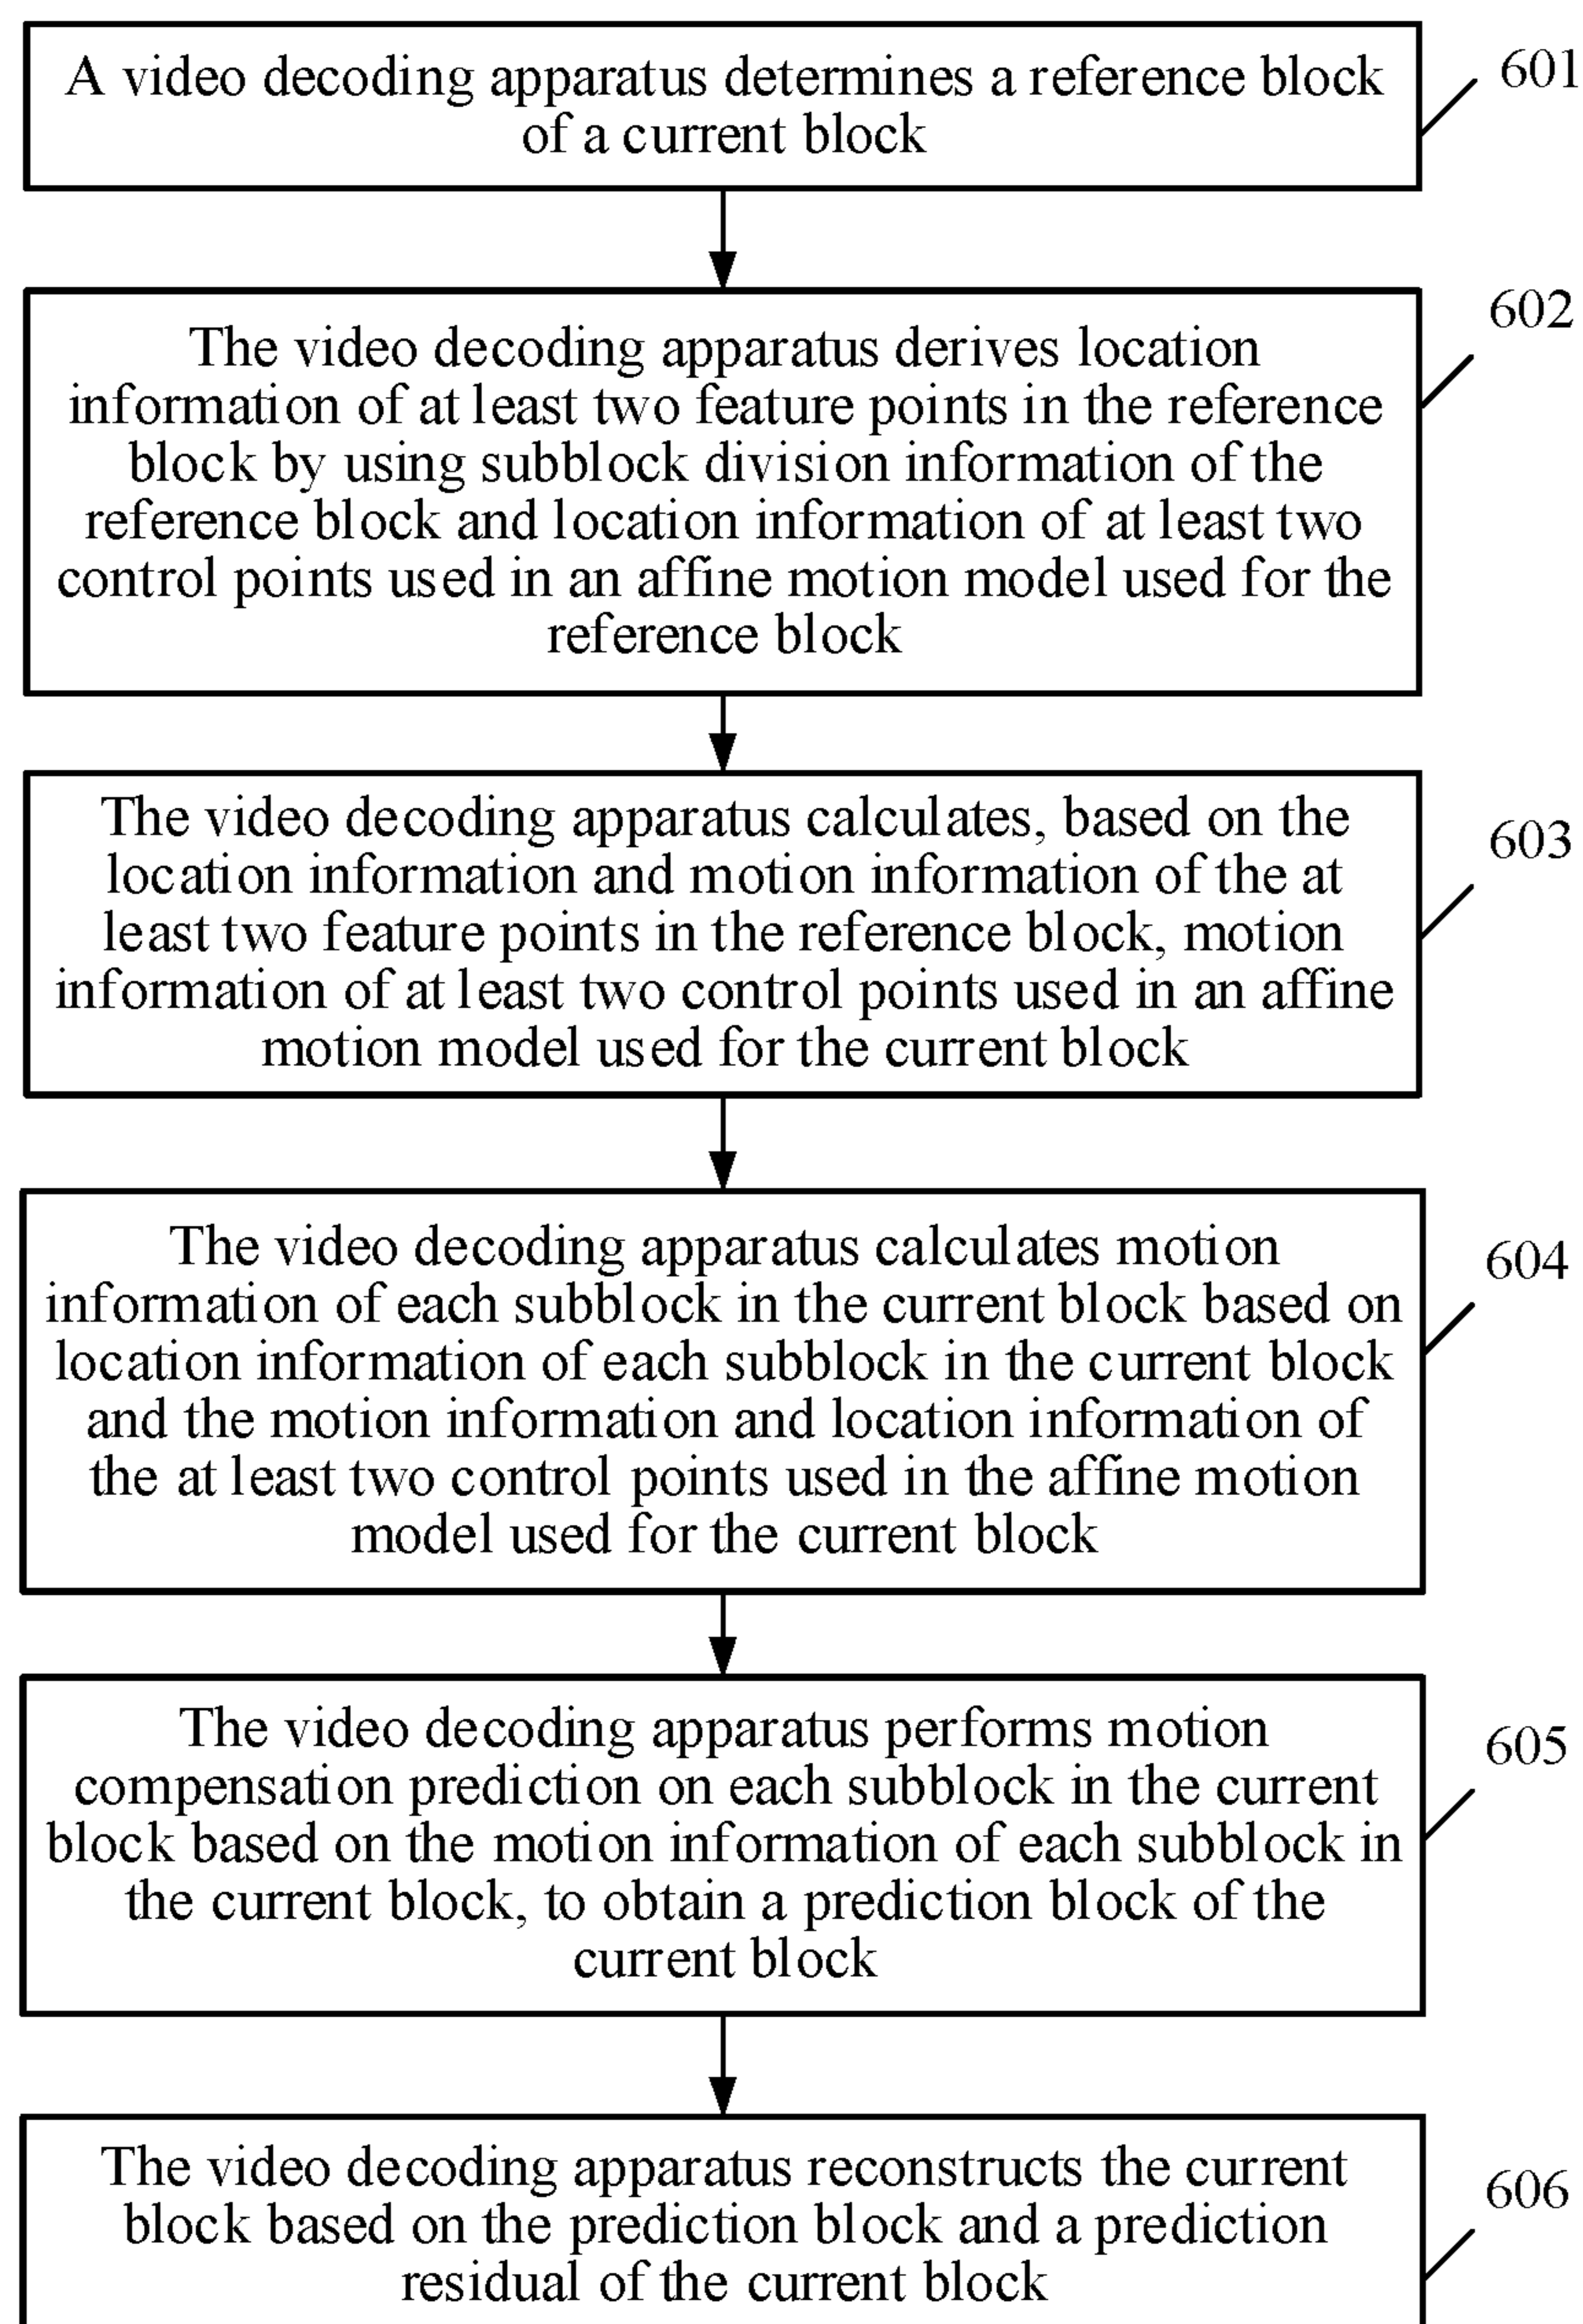 A video decoding apparatus determines a reference block
of a current block
601
The video decoding apparatus derives location
information of at least two feature points in the reference
block by using subblock division information of the
reference block and location information of at least two
control points used in an affine motion model used for the
reference block
602
The video decoding apparatus calculates, based on the
location information and motion information of the at
least two feature points in the reference block, motion
information of at least two control points used in an affine
motion model used for the current block
603
The video decoding apparatus calculates motion
information of each subblock in the current block based on
location information of each subblock in the current block
and the motion information and location information of
the at least two control points used in the affine motion
model used for the current block
604
The video decoding apparatus performs motion
compensation prediction on each subblock in the current
block based on the motion information of each subblock in
the current block, to obtain a prediction block of the
current block
605
The video decoding apparatus reconstructs the current
block based on the prediction block and a prediction
residual of the current block
606